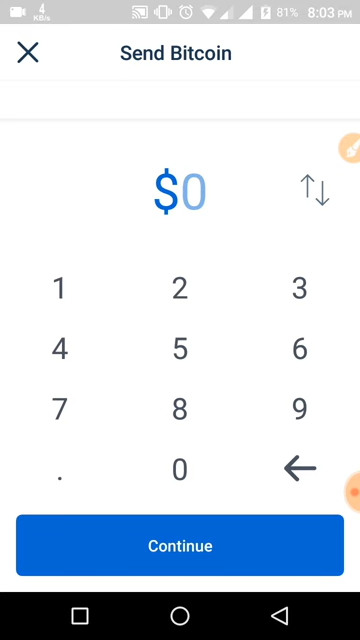 4
KB/s
81% 8:03 PM
Send Bitcoin
$0
1 2 3
4 5 6
7 8 9
. 0
Continue